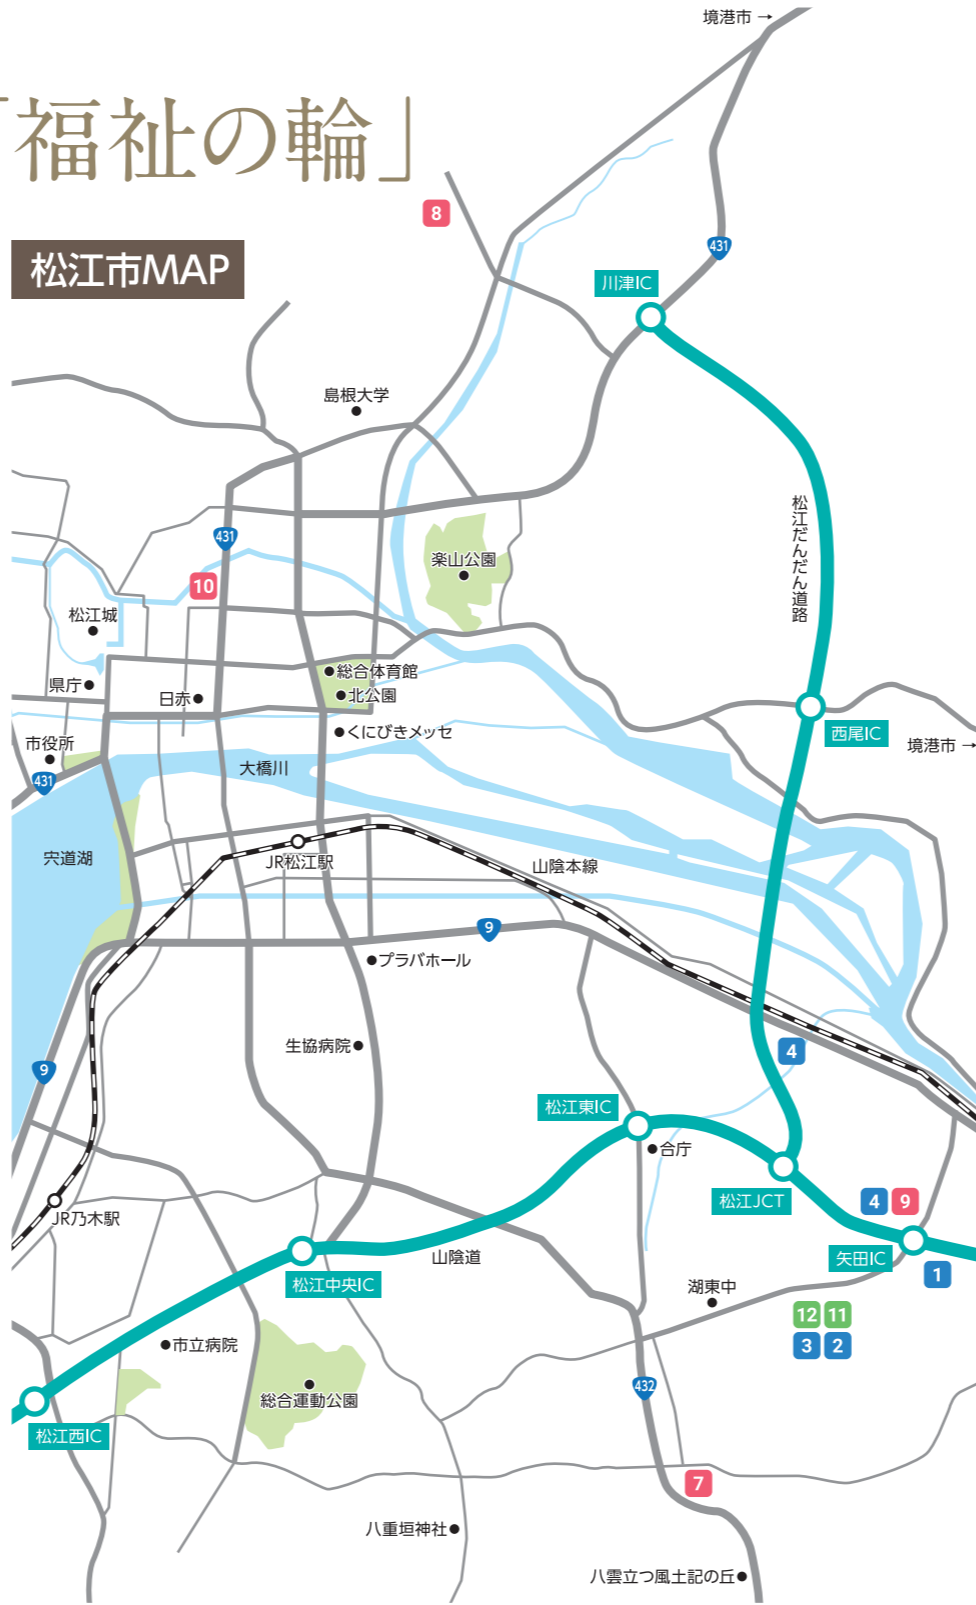 境港市 →
「福祉の輪」
8
松江市MAP
431
川津IC
島根大学
松江だんだん道路
431
楽山公園
10
松江城
総合体育館
県庁
北公園
日赤
西尾IC
くにびきメッセ
市役所
境港市 →
大橋川
431
宍道湖
JR松江駅
山陰本線
9
プラバホール
生協病院
4
9
松江東IC
合庁
松江JCT
4 9
JR乃木駅
山陰道
矢田IC
1
松江中央IC
湖東中
12 11
3 2
市立病院
432
総合運動公園
松江西IC
7
八重垣神社
八雲立つ風土記の丘